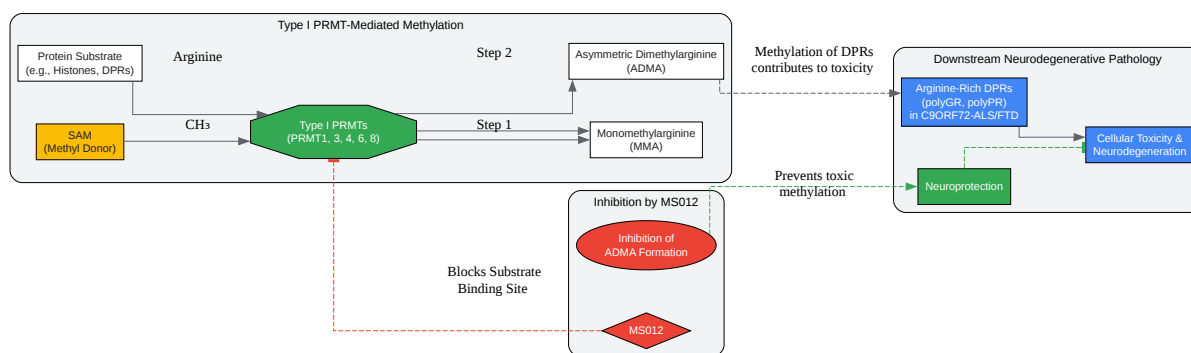 Type I PRMT-Mediated Methylation
Protein Substrate
(e.g., Histones, DPRs)
Arginine
Step 2
Asymmetric Dimethylarginine
(ADMA)
SAM
(Methyl Donor)
CH₃
Type I PRMTs
(PRMT1, 3, 4, 6, 8)
Step 1
Monomethylarginine
(MMA)
Methylation of DPRs
contributes to toxicity
Downstream Neurodegenerative Pathology
Arginine-Rich DPRs
(polyGR, polyPR)
in C9ORF72-ALS/FTD
Cellular Toxicity &
Neurodegeneration
Prevents toxic
methylation
Neuroprotection
Inhibition by MS012
Inhibition of
ADMA Formation
Blocks Substrate
Binding Site
MS012